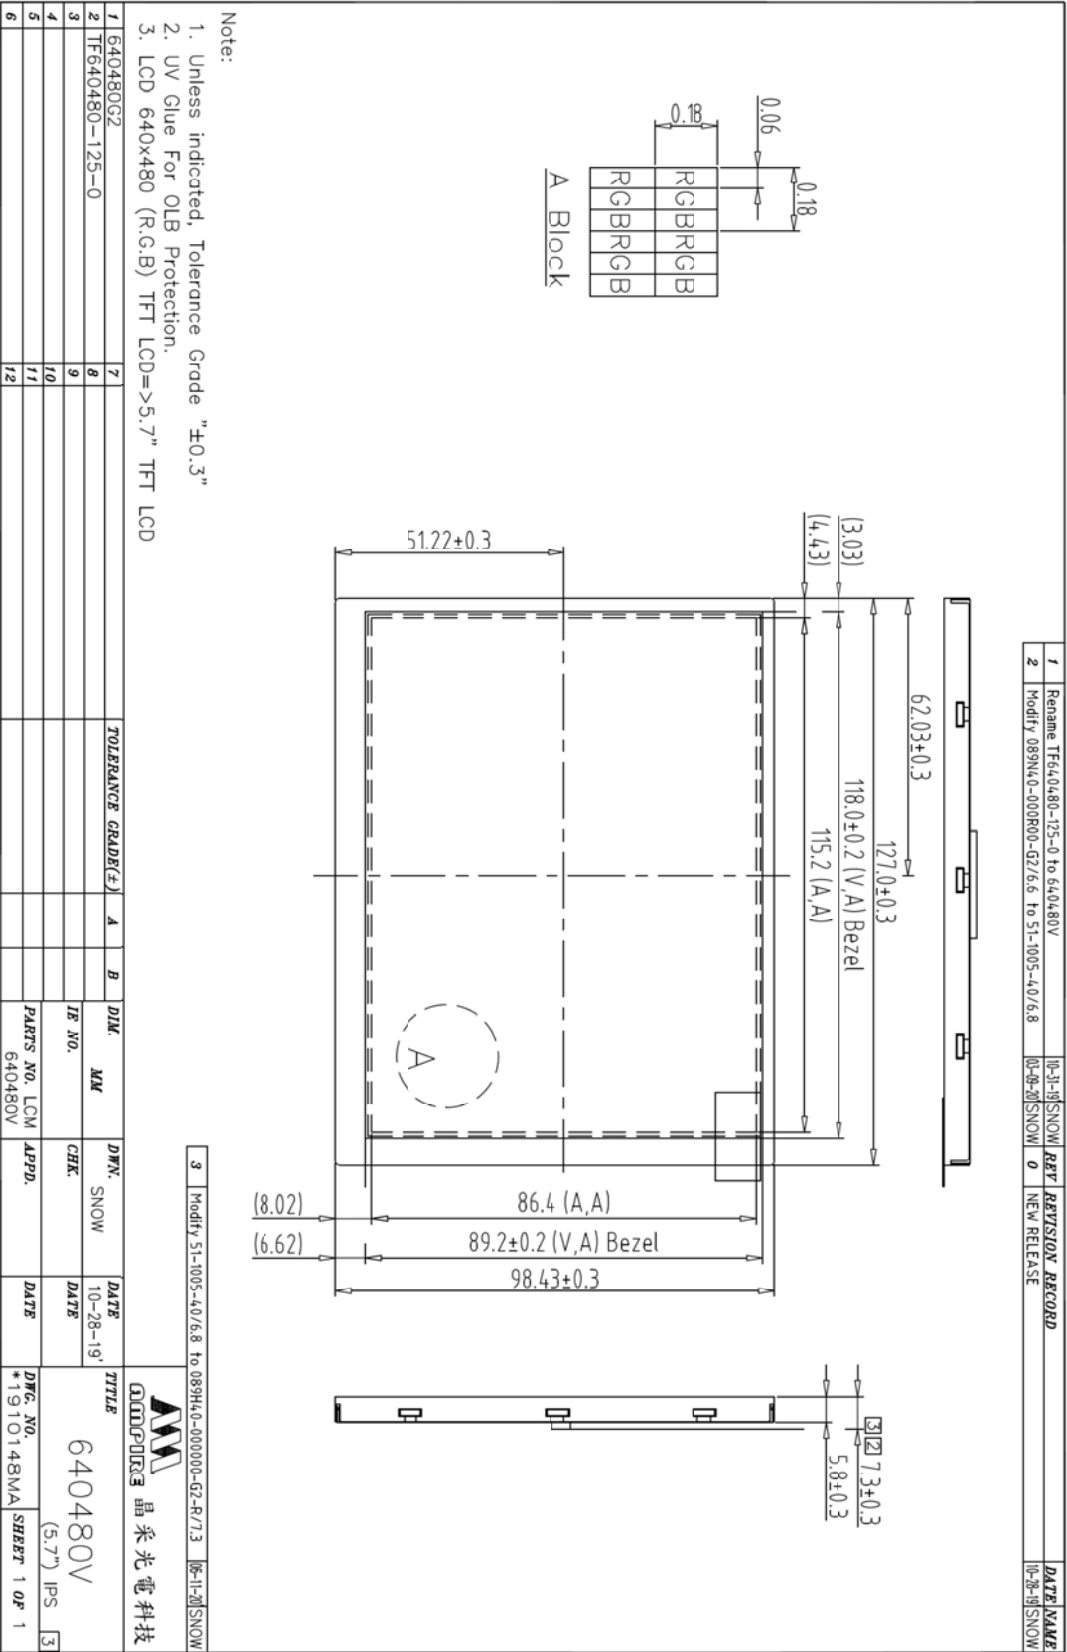 1 Rename TF640480-125-0 to 640480V 10-31-19' SNOW REV REVISION RECORD DATE NAME
2 Modify 089N40-000R00-G2/6.6 to 51-1005-40/6.8 03-09-20' SNOW 0 NEW RELEASE 10-28-19' SNOW
62.03±0.3
127.0±0.3
118.0±0.2 (V,A) Bezel
115.2 (A,A)
(3.03)
(4.43)
51.22±0.3
A
86.4 (A,A)
89.2±0.2 (V,A) Bezel
98.43±0.3
(8.02)
(6.62)
3 2 7.3±0.3
5.8±0.3
0.06
0.18
0.18
R G B R G B
R G B R G B
A Block
Note:
1. Unless indicated, Tolerance Grade "±0.3"
2. UV Glue For OLB Protection.
3. LCD 640x480 (R.G.B) TFT LCD=>5.7" TFT LCD
3 Modify 51-1005-40/6.8 to 089H40-000000-G2-R/7.3 06-11-20' SNOW
AMPIRE 晶采光電科技
1 640480G2 7 TOLERANCE GRADE(±) A B DIM. MM DWN. SNOW DATE 10-28-19' TITLE 640480V
2 TF640480-125-0 8
3 9 IE NO. CHK. DATE (5.7") IPS 3
4 10
5 11 PARTS NO. LCM 640480V APPD. DATE DWG. NO. *1910148MA SHEET 1 OF 1
6 12